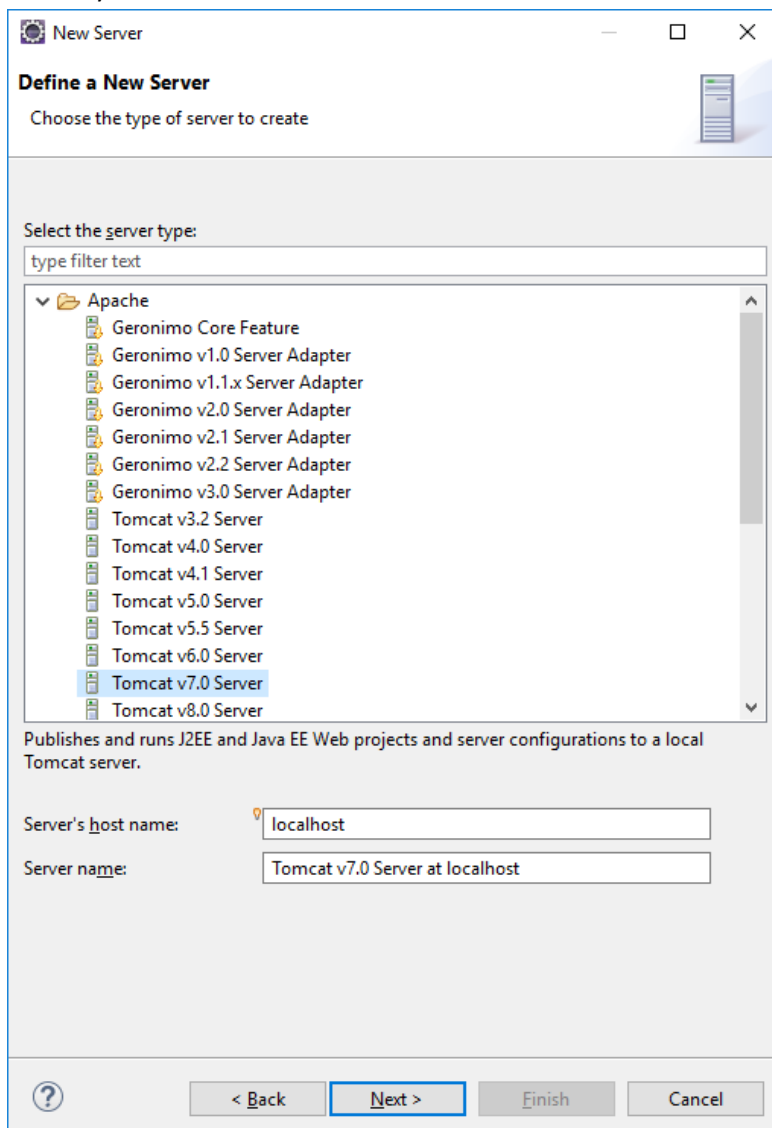 New Server
Define a New Server
Choose the type of server to create
Select the server type:
type filter text
Apache
Geronimo Core Feature
Geronimo v1.0 Server Adapter
Geronimo v1.1.x Server Adapter
Geronimo v2.0 Server Adapter
Geronimo v2.1 Server Adapter
Geronimo v2.2 Server Adapter
Geronimo v3.0 Server Adapter
Tomcat v3.2 Server
Tomcat v4.0 Server
Tomcat v4.1 Server
Tomcat v5.0 Server
Tomcat v5.5 Server
Tomcat v6.0 Server
Tomcat v7.0 Server
Tomcat v8.0 Server
Publishes and runs J2EE and Java EE Web projects and server configurations to a local
Tomcat server.
Server's host name: localhost
Server name: Tomcat v7.0 Server at localhost
? < Back Next > Finish Cancel